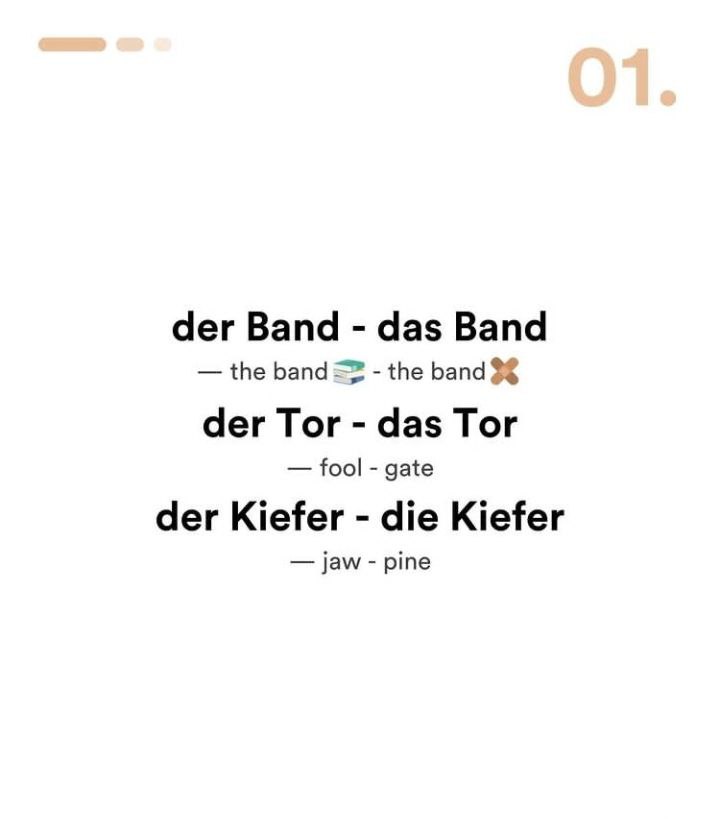 01.
der Band - das Band
— the band📚 - the band🩹
der Tor - das Tor
— fool - gate
der Kiefer - die Kiefer
— jaw - pine